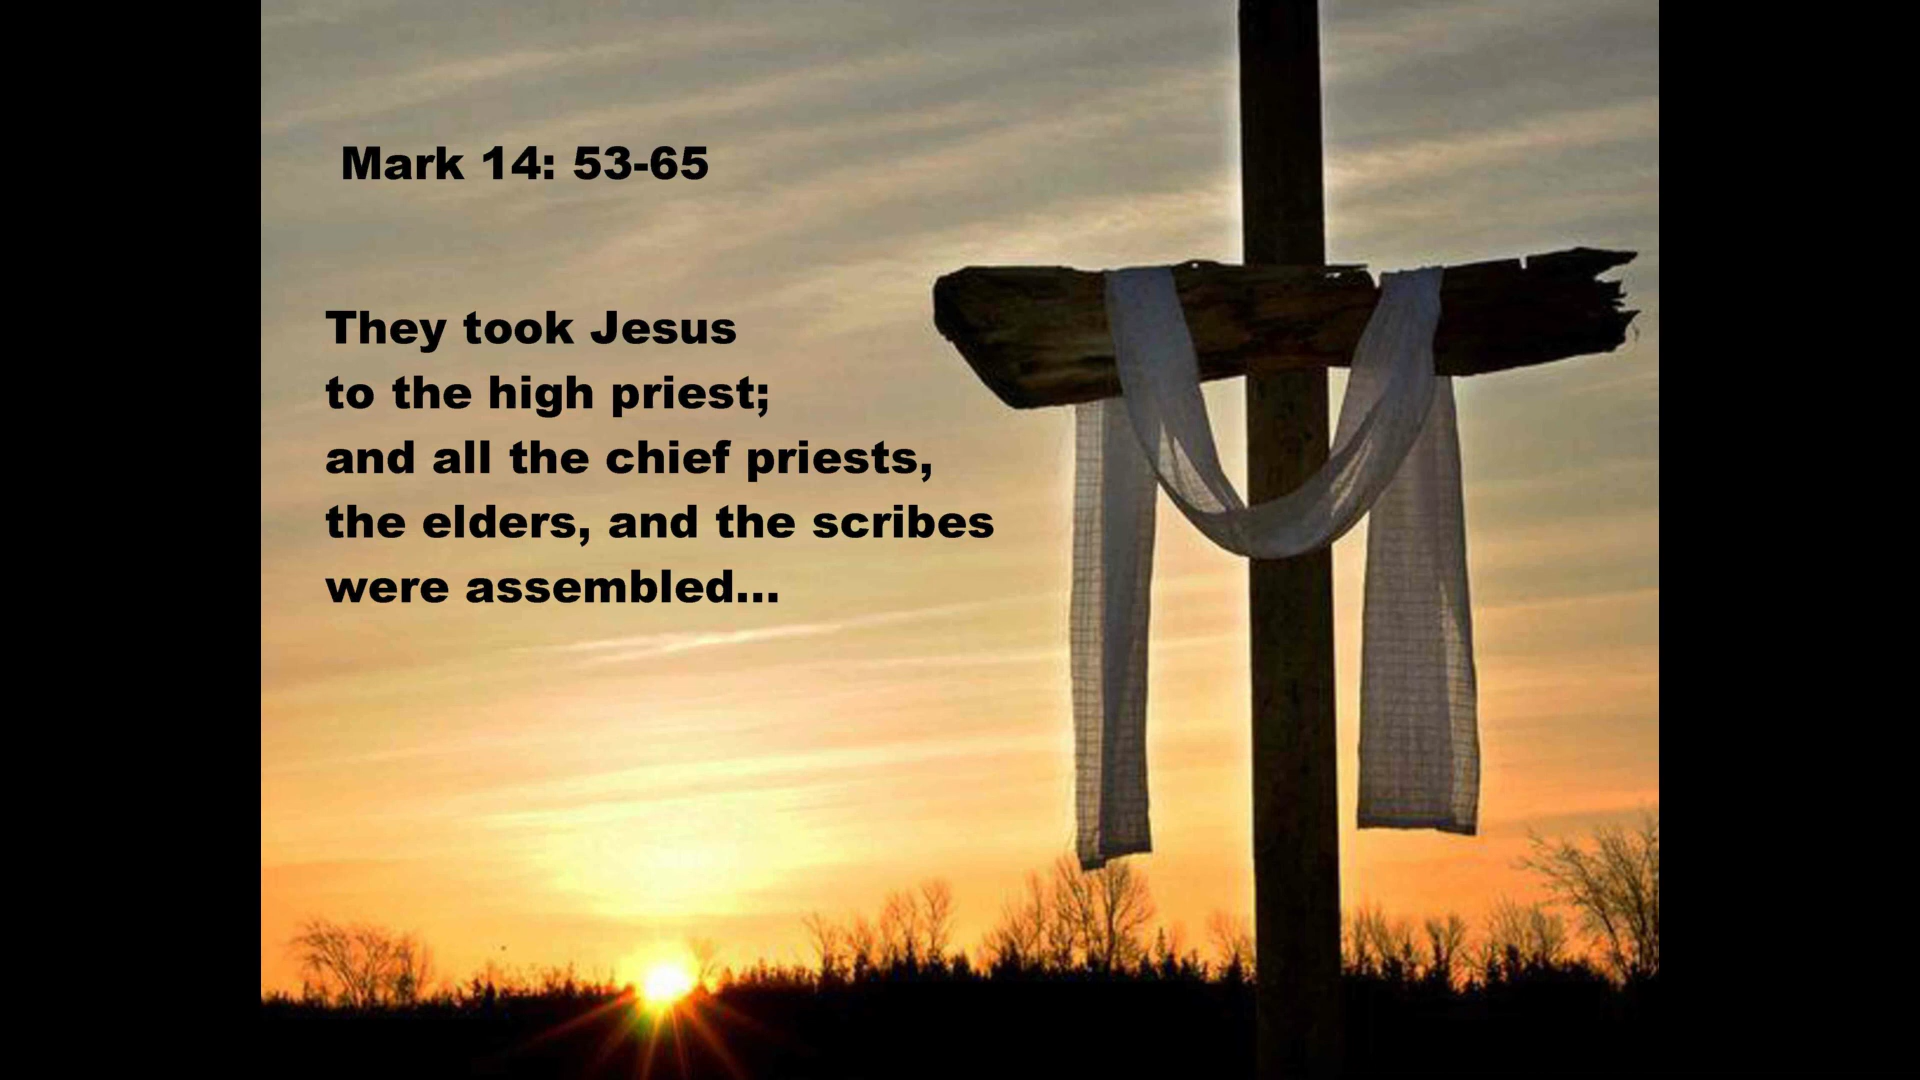 Mark 14: 53-65
They took Jesus
to the high priest;
and all the chief priests,
the elders, and the scribes
were assembled...